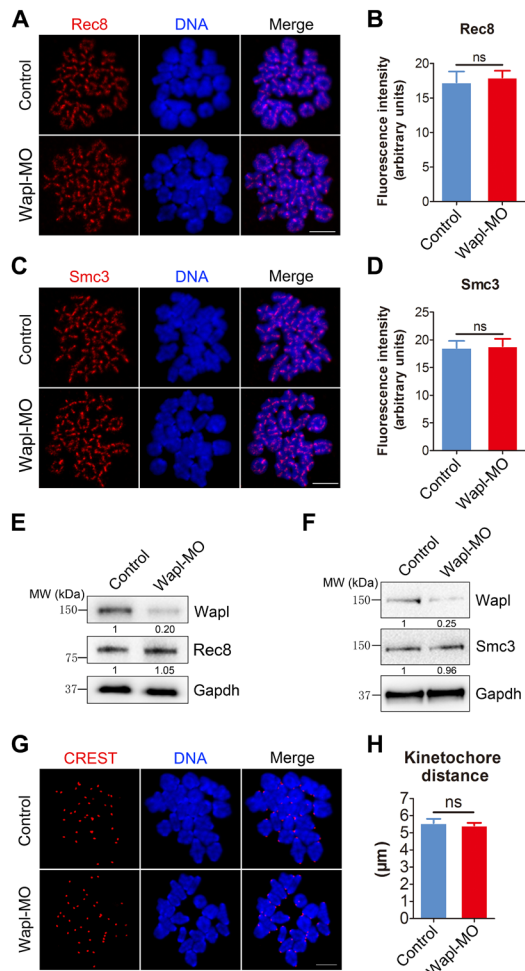 A
Rec8 DNA Merge
Control
Wapl-MO
B
Rec8
Fluorescence intensity
(arbitrary units)
ns
20
15
10
5
0
Control
Wapl-MO
C
Smc3 DNA Merge
Control
Wapl-MO
D
Smc3
Fluorescence intensity
(arbitrary units)
ns
25
20
15
10
5
0
Control
Wapl-MO
E
Control Wapl-MO
MW (kDa)
150 Wapl
1 0.20
75 Rec8
1 1.05
37 Gapdh
F
Control Wapl-MO
MW (kDa)
150 Wapl
1 0.25
150 Smc3
1 0.96
37 Gapdh
G
CREST DNA Merge
Control
Wapl-MO
H
Kinetochore
distance
(μm)
ns
6
5
4
3
2
1
0
Control
Wapl-MO